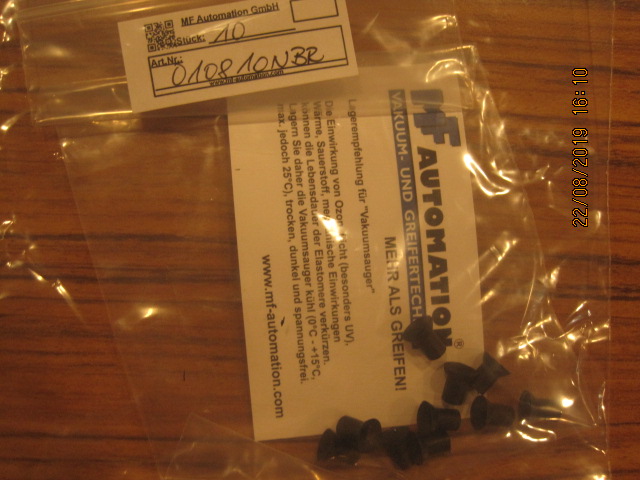 MF Automation GmbH
Stück: 10
Art.Nr.: 010810NBR
www.mf-automation.com
MF AUTOMATION®
VAKUUM- UND GREIFERTECH
MEHR ALS GREIFEN!
Lagerempfehlung für "Vakuumsauger"
Die Einwirkung von Ozon, Licht (besonders UV),
Wärme, Sauerstoff, mechanische Einwirkungen
können die Lebensdauer der Elastomere verkürzen.
Lagern Sie daher die Vakuumsauger kühl (0°C - +15°C,
max. jedoch 25°C), trocken, dunkel und spannungsfrei.
www.mf-automation.com
22/08/2019 16:10